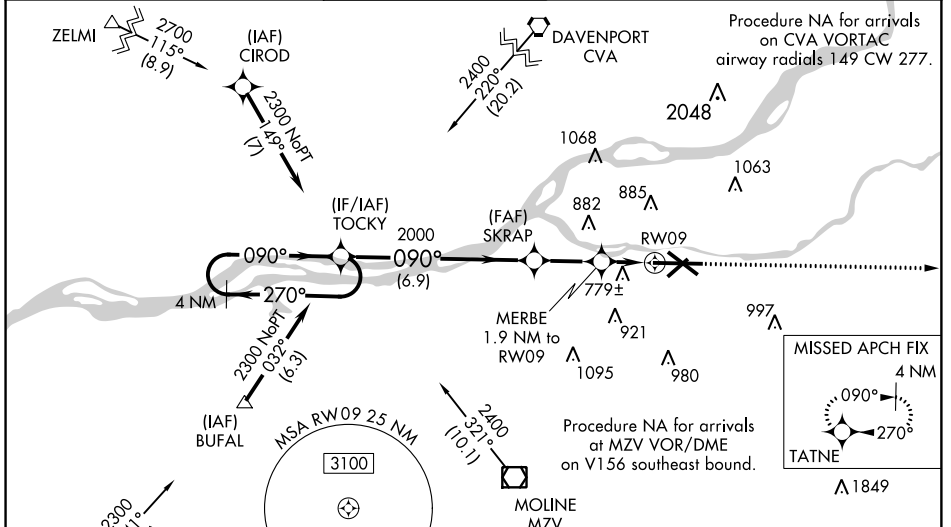 ZELMI
2700
115°
(8.9)
(IAF)
CIROD
2300 NoPT
149°
(7)
DAVENPORT
CVA
2400
220°
(20.2)
Procedure NA for arrivals
on CVA VORTAC
airway radials 149 CW 277.
2048
1068
1063
885
882
(IF/IAF)
TOCKY
2000
090°
(6.9)
(FAF)
SKRAP
RW09
090°
270°
4 NM
779±
MERBE
1.9 NM to
RW09
921
997
1095
980
2300 NoPT
032°
(6.3)
(IAF)
BUFAL
MISSED APCH FIX
4 NM
090°
270°
TATNE
MSA RW09 25 NM
3100
2400
321°
(10.1)
MOLINE
MZV
Procedure NA for arrivals
at MZV VOR/DME
on V156 southeast bound.
1849
2300